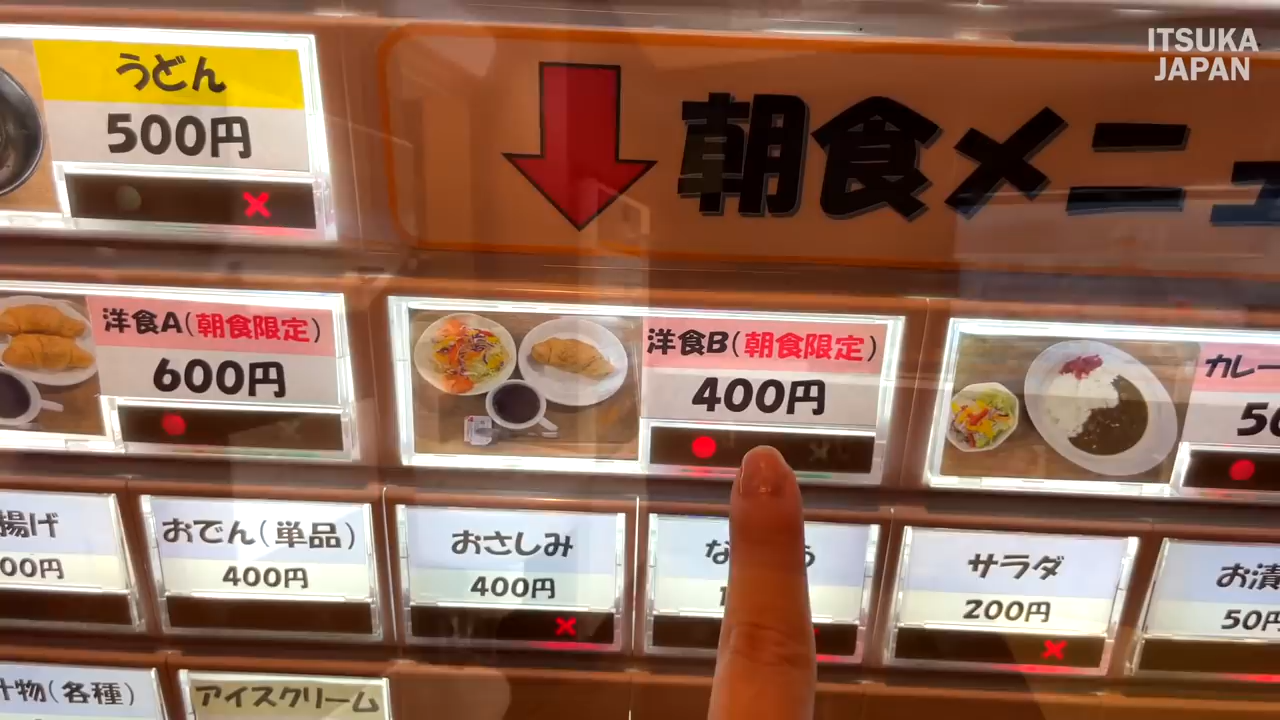 ITSUKA
JAPAN
うどん
500円
朝食メニュ
洋食A(朝食限定)
600円
洋食B(朝食限定)
400円
カレー
揚げ
00円
おでん(単品)
400円
おさしみ
400円
サラダ
200円
お漬
50円
汁物(各種)
アイスクリーム